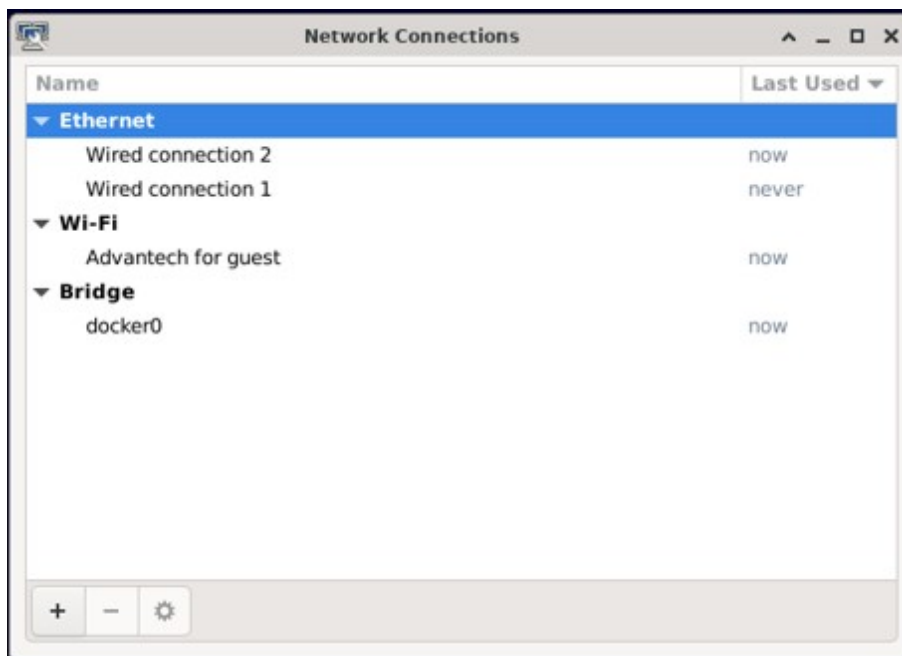 Network Connections
Name Last Used
Ethernet
Wired connection 2 now
Wired connection 1 never
Wi-Fi
Advantech for guest now
Bridge
docker0 now